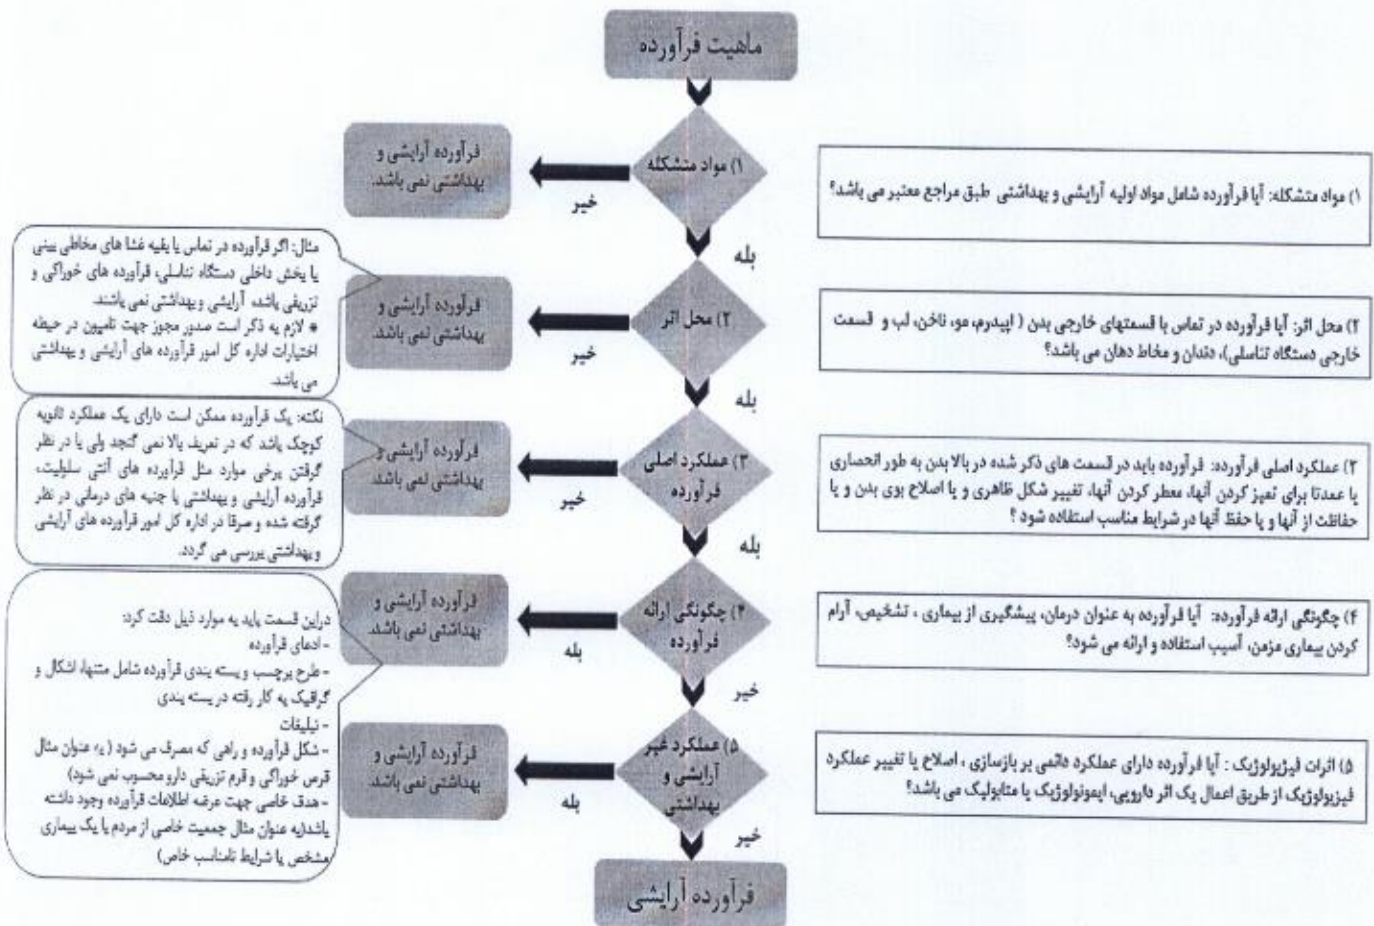 ماهیت فرآورده
۱) مواد متشکله
خیر
فرآورده آرایشی و
بهداشتی نمی باشد.
بله
۱) مواد متشکله: آیا فرآورده شامل مواد اولیه آرایشی و بهداشتی طبق مراجع معتبر می باشد؟
۲) محل اثر
خیر
فرآورده آرایشی و
بهداشتی نمی باشد.
بله
۲) محل اثر: آیا فرآورده در تماس با قسمتهای خارجی بدن ( اپیدرم، مو، ناخن، لب و قسمت
خارجی دستگاه تناسلی)، دندان و مخاط دهان می باشد؟
مثال: اگر فرآورده در تماس با بقیه غشا های مخاطی بینی
یا بخش داخلی دستگاه تناسلی، فرآورده های خوراکی و
تزریقی باشد، آرایشی و بهداشتی نمی باشند.
* لازم به ذکر است صدور مجوز جهت تامپون در حیطه
اختیارات اداره کل امور فرآورده های آرایشی و بهداشتی
می باشد.
۳) عملکرد اصلی
فرآورده
خیر
فرآورده آرایشی و
بهداشتی نمی باشد.
بله
۳) عملکرد اصلی فرآورده: فرآورده باید در قسمت های ذکر شده در بالا بدن به طور انحصاری
یا عمدتا برای تمیز کردن آنها، معطر کردن آنها، تغییر شکل ظاهری و یا اصلاح بوی بدن و یا
حفاظت از آنها و یا حفظ آنها در شرایط مناسب استفاده شود ؟
نکته: یک فرآورده ممکن است دارای یک عملکرد ثانویه
کوچک باشد که در تعریف بالا نمی گنجد ولی با در نظر
گرفتن برخی موارد مثل فرآورده های آنتی سلولیت،
فرآورده آرایشی و بهداشتی با جنبه های درمانی در نظر
گرفته شده و صرفا در اداره کل امور فرآورده های آرایشی
و بهداشتی بررسی می گردد.
۴) چگونگی ارائه
فرآورده
بله
فرآورده آرایشی و
بهداشتی نمی باشد.
خیر
۴) چگونگی ارائه فرآورده: آیا فرآورده به عنوان درمان، پیشگیری از بیماری ، تشخیص، آرام
کردن بیماری مزمن، آسیب استفاده و ارائه می شود؟
دراین قسمت باید به موارد ذیل دقت کرد:
- ادعای فرآورده
- طرح برچسب و بسته بندی فرآورده شامل متنها، اشکال و
گرافیک به کار رفته در بسته بندی
- تبلیغات
- شکل فرآورده و راهی که مصرف می شود ( به عنوان مثال
قرص خوراکی و فرم تزریقی دارو محسوب نمی شود)
- هدف خاصی جهت عرضه اطلاعات فرآورده وجود داشته
باشد(به عنوان مثال جمعیت خاصی از مردم با یک بیماری
مشخص یا شرایط نامناسب خاص)
۵) عملکرد غیر
آرایشی و
بهداشتی
بله
فرآورده آرایشی و
بهداشتی نمی باشد.
خیر
۵) اثرات فیزیولوژیک : آیا فرآورده دارای عملکرد دائمی بر بازسازی ، اصلاح یا تغییر عملکرد
فیزیولوژیک از طریق اعمال یک اثر دارویی، ایمونولوژیک یا متابولیک می باشد؟
فرآورده آرایشی